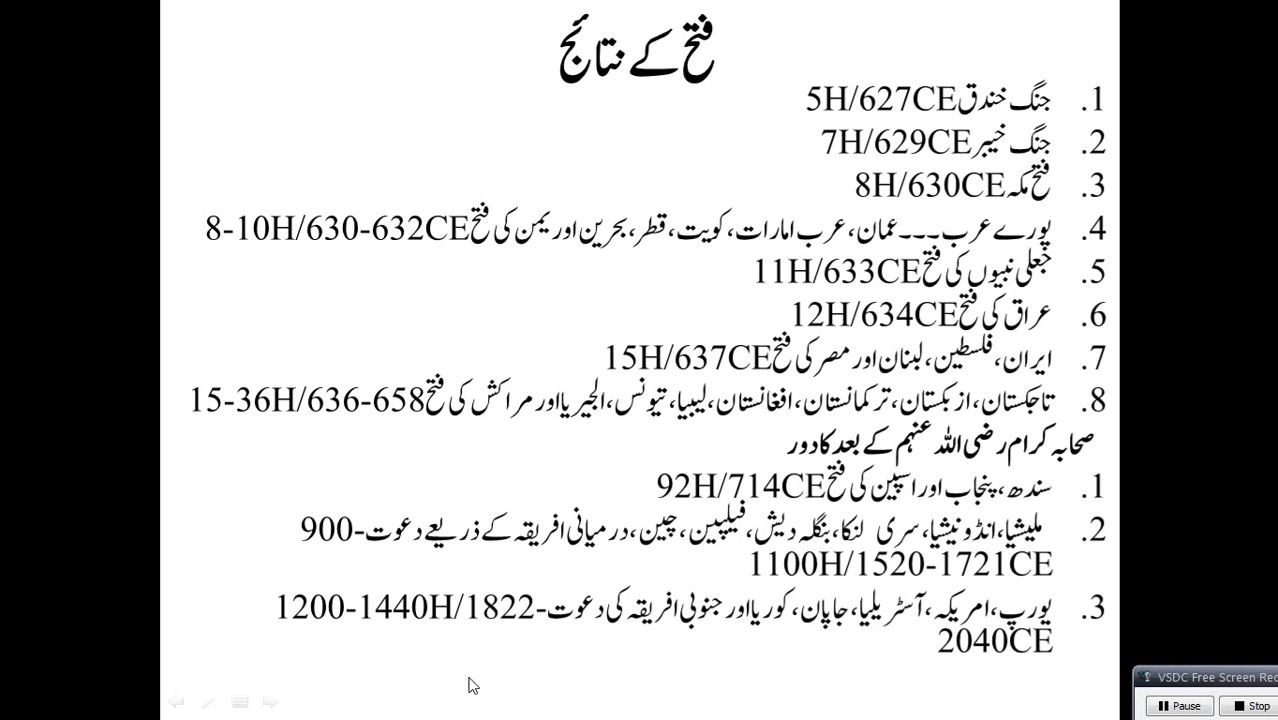 فتح کے نتائج
1. جنگ خندق 5H/627CE
2. جنگ خیبر 7H/629CE
3. فتح مکہ 8H/630CE
4. پورے عرب۔۔۔ عمان، عرب امارات، کویت، قطر، بحرین اور یمن کی فتح 8-10H/630-632CE
5. جعلی نبیوں کی فتح 11H/633CE
6. عراق کی فتح 12H/634CE
7. ایران، فلسطین، لبنان اور مصر کی فتح 15H/637CE
8. تاجکستان، ازبکستان، ترکمانستان، افغانستان، لیبیا، تیونس، الجیریا اور مراکش کی فتح 15-36H/636-658CE
صحابہ کرام رضی اللہ عنہم کے بعد کا دور
1. سندھ، پنجاب اور اسپین کی فتح 92H/714CE
2. ملیشیا، انڈونیشیا، سری لنکا، بنگلہ دیش، فیلپین، چین، درمیانی افریقہ کے ذریعے دعوت 900-
1100H/1520-1721CE
3. یورپ، امریکہ، آسٹریلیا، جاپان، کوریا اور جنوبی افریقہ کی دعوت 1200-1440H/1822-
2040CE
VSDC Free Screen Rec
Pause Stop